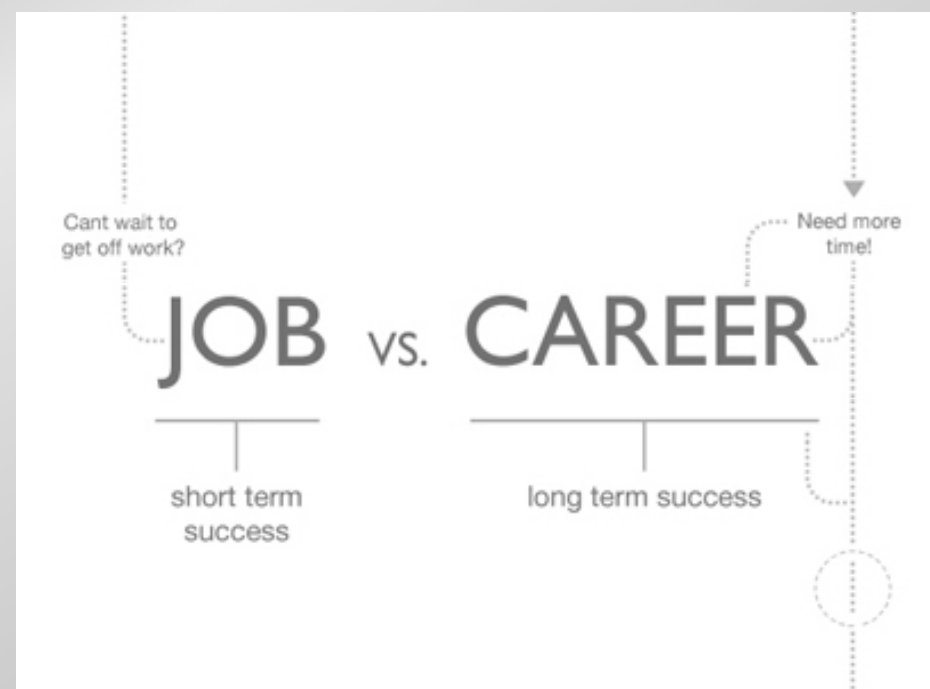 Cant wait to
get off work?
Need more
time!
JOB vs. CAREER
short term
success
long term success